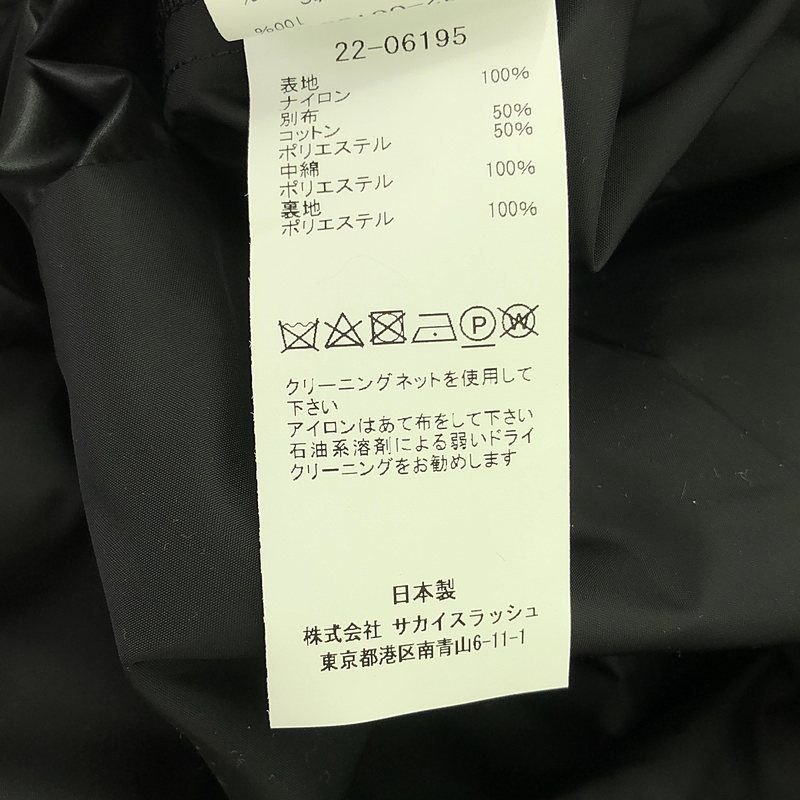 100%
22-06195
表地 100%
ナイロン
別布 50%
コットン 50%
ポリエステル
中綿 100%
ポリエステル
裏地 100%
ポリエステル
P W
クリーニングネットを使用して
下さい
アイロンはあて布をして下さい
石油系溶剤による弱いドライ
クリーニングをお勧めします
日本製
株式会社 サカイスラッシュ
東京都港区南青山6-11-1